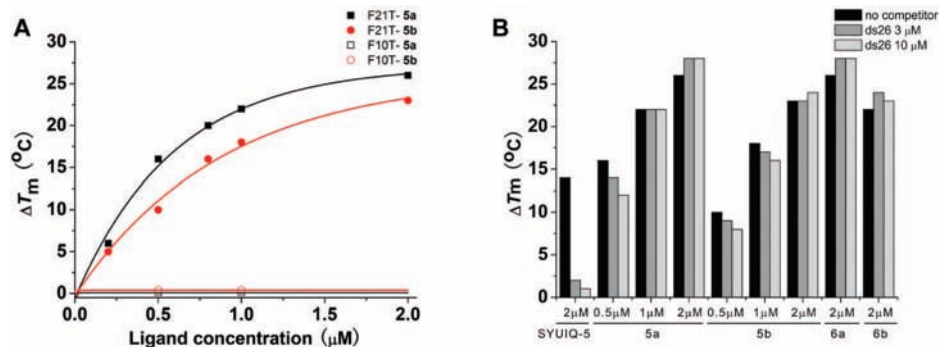 A
F21T- 5a
F21T- 5b
F10T- 5a
F10T- 5b
ΔTm (°C)
30
25
20
15
10
5
0
0.0 0.5 1.0 1.5 2.0
Ligand concentration (μM)
B
no competitor
ds26 3 μM
ds26 10 μM
ΔTm (°C)
30
25
20
15
10
5
0
2μM 0.5μM 1μM 2μM 0.5μM 1μM 2μM 2μM 2μM
SYUIQ-5 5a 5b 6a 6b